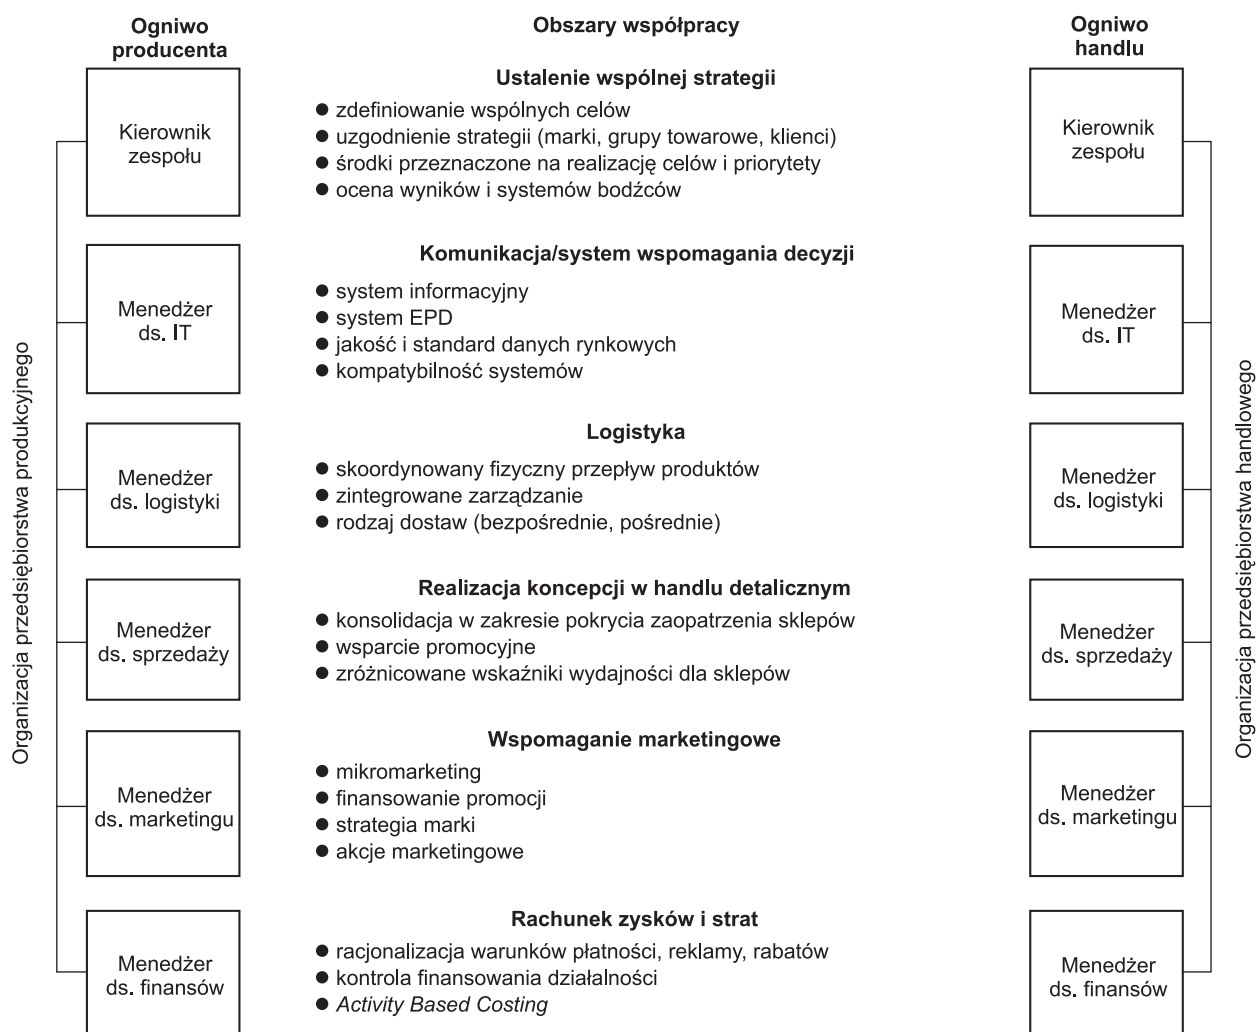 Ogniwo
producenta
Obszary współpracy
Ogniwo
handlu
Organizacja przedsiębiorstwa produkcyjnego
Kierownik
zespołu
Ustalenie wspólnej strategii
● zdefiniowanie wspólnych celów
● uzgodnienie strategii (marki, grupy towarowe, klienci)
● środki przeznaczone na realizację celów i priorytety
● ocena wyników i systemów bodźców
Kierownik
zespołu
Menedżer
ds. IT
Komunikacja/system wspomagania decyzji
● system informacyjny
● system EPD
● jakość i standard danych rynkowych
● kompatybilność systemów
Menedżer
ds. IT
Menedżer
ds. logistyki
Logistyka
● skoordynowany fizyczny przepływ produktów
● zintegrowane zarządzanie
● rodzaj dostaw (bezpośrednie, pośrednie)
Menedżer
ds. logistyki
Menedżer
ds. sprzedaży
Realizacja koncepcji w handlu detalicznym
● konsolidacja w zakresie pokrycia zaopatrzenia sklepów
● wsparcie promocyjne
● zróżnicowane wskaźniki wydajności dla sklepów
Menedżer
ds. sprzedaży
Menedżer
ds. marketingu
Wspomaganie marketingowe
● mikromarketing
● finansowanie promocji
● strategia marki
● akcje marketingowe
Menedżer
ds. marketingu
Menedżer
ds. finansów
Rachunek zysków i strat
● racjonalizacja warunków płatności, reklamy, rabatów
● kontrola finansowania działalności
● Activity Based Costing
Menedżer
ds. finansów
Organizacja przedsiębiorstwa handlowego